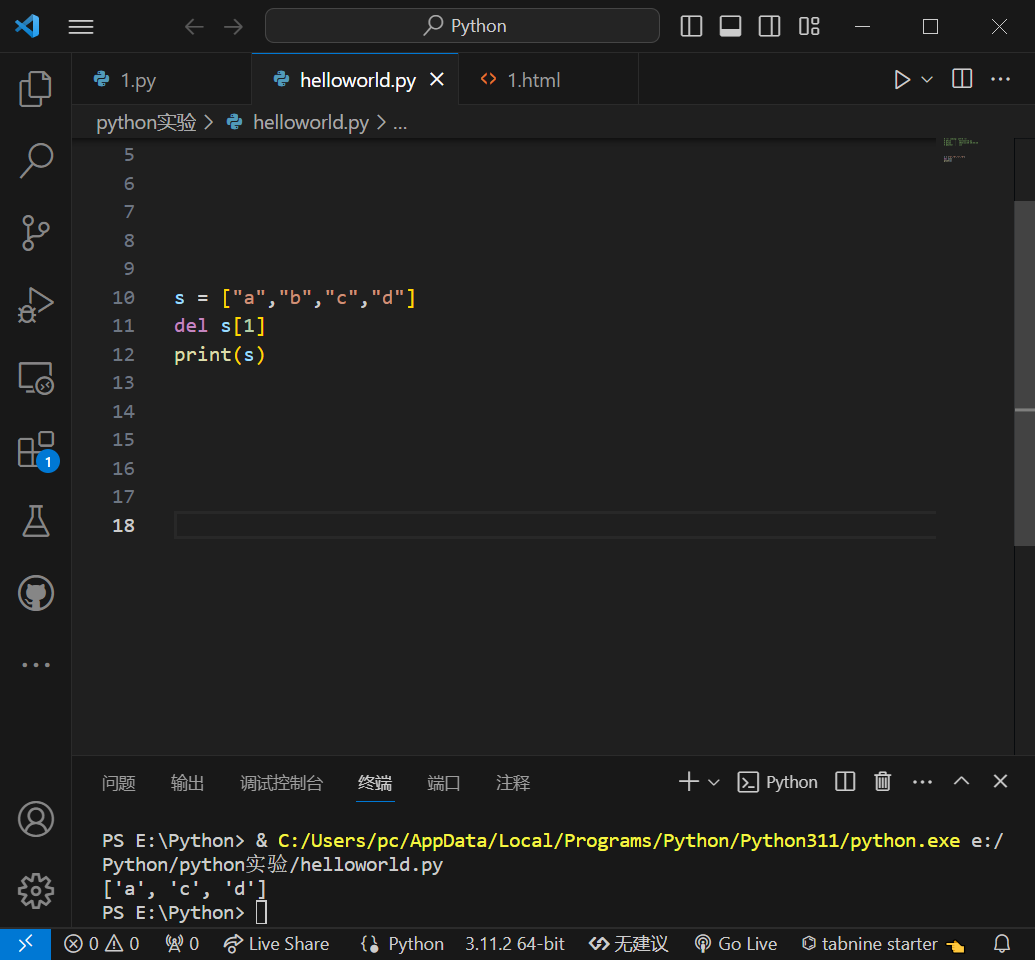 Python
1.py
helloworld.py
1.html
python实验 > helloworld.py > ...
5
6
7
8
9
10 s = ["a","b","c","d"]
11 del s[1]
12 print(s)
13
14
15
16
17
18
1
问题 输出 调试控制台 终端 端口 注释
Python
PS E:\Python> & C:/Users/pc/AppData/Local/Programs/Python/Python311/python.exe e:/
Python/python实验/helloworld.py
['a', 'c', 'd']
PS E:\Python>
0 0 0 Live Share Python 3.11.2 64-bit 无建议 Go Live tabnine starter